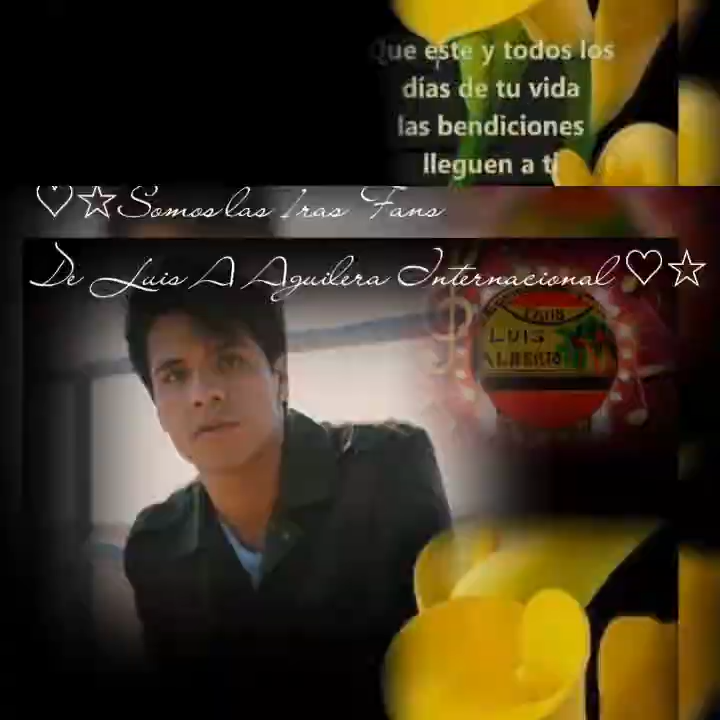 Que este y todos los
días de tu vida
las bendiciones
lleguen a ti
♡☆Somos las 1ras Fans
De Luis A Aguilera Internacional♡☆
LUIS
ALBERTO